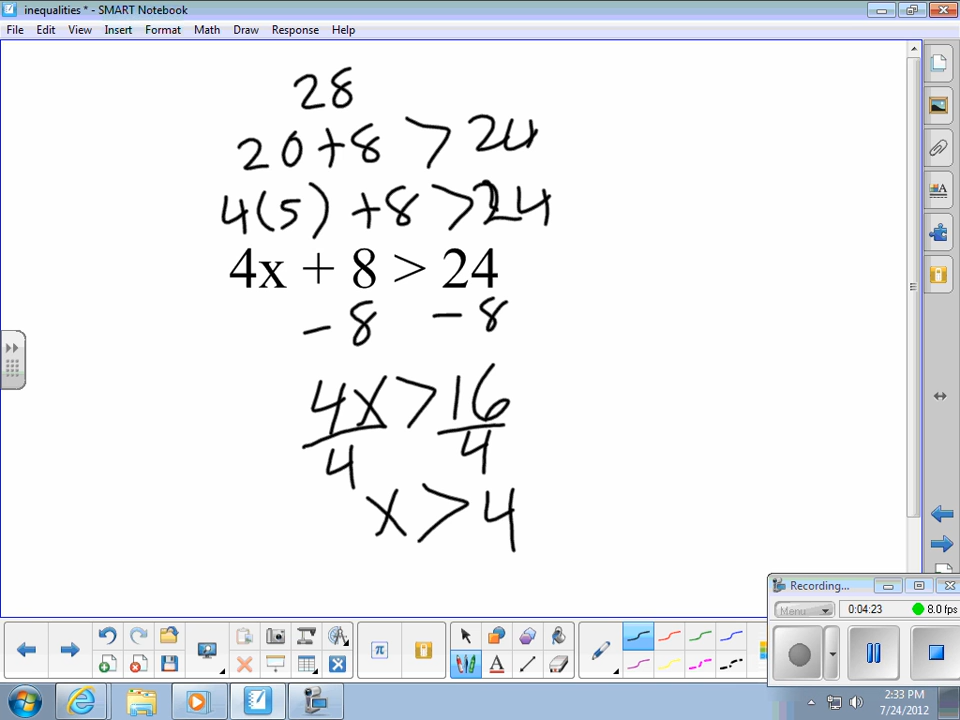 inequalities * - SMART Notebook
File Edit View Insert Format Math Draw Response Help
28
20 + 8 > 24
4(5) + 8 > 24
4x + 8 > 24
- 8 - 8
4x > 16
4 4
x > 4
Recording...
Menu 0:04:23 8.0 fps
π
A
2:33 PM
7/24/2012